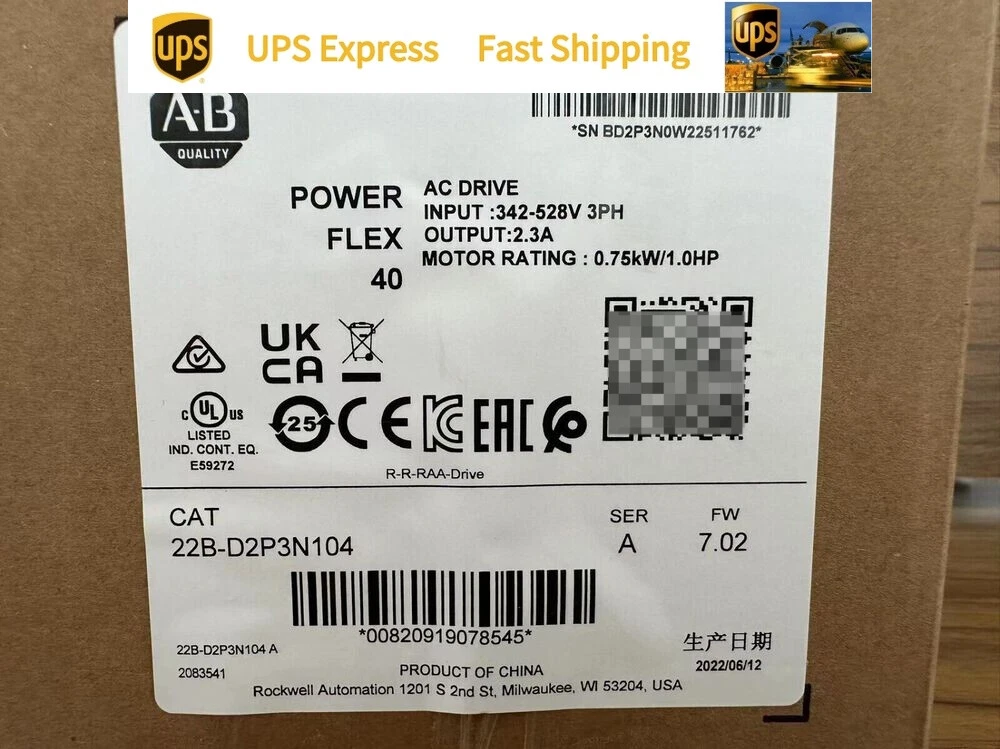 ups UPS Express Fast Shipping ups
A-B
QUALITY
*SN BD2P3N0W22511762*
POWER
FLEX
40
AC DRIVE
INPUT :342-528V 3PH
OUTPUT:2.3A
MOTOR RATING : 0.75kW/1.0HP
UK
CA
C UL US
LISTED
IND. CONT. EQ.
E59272
25
CE
KC
EAC
R-R-RAA-Drive
CAT
22B-D2P3N104
SER
A
FW
7.02
*00820919078545*
22B-D2P3N104 A
2083541
生产日期
2022/06/12
PRODUCT OF CHINA
Rockwell Automation 1201 S 2nd St, Milwaukee, WI 53204, USA